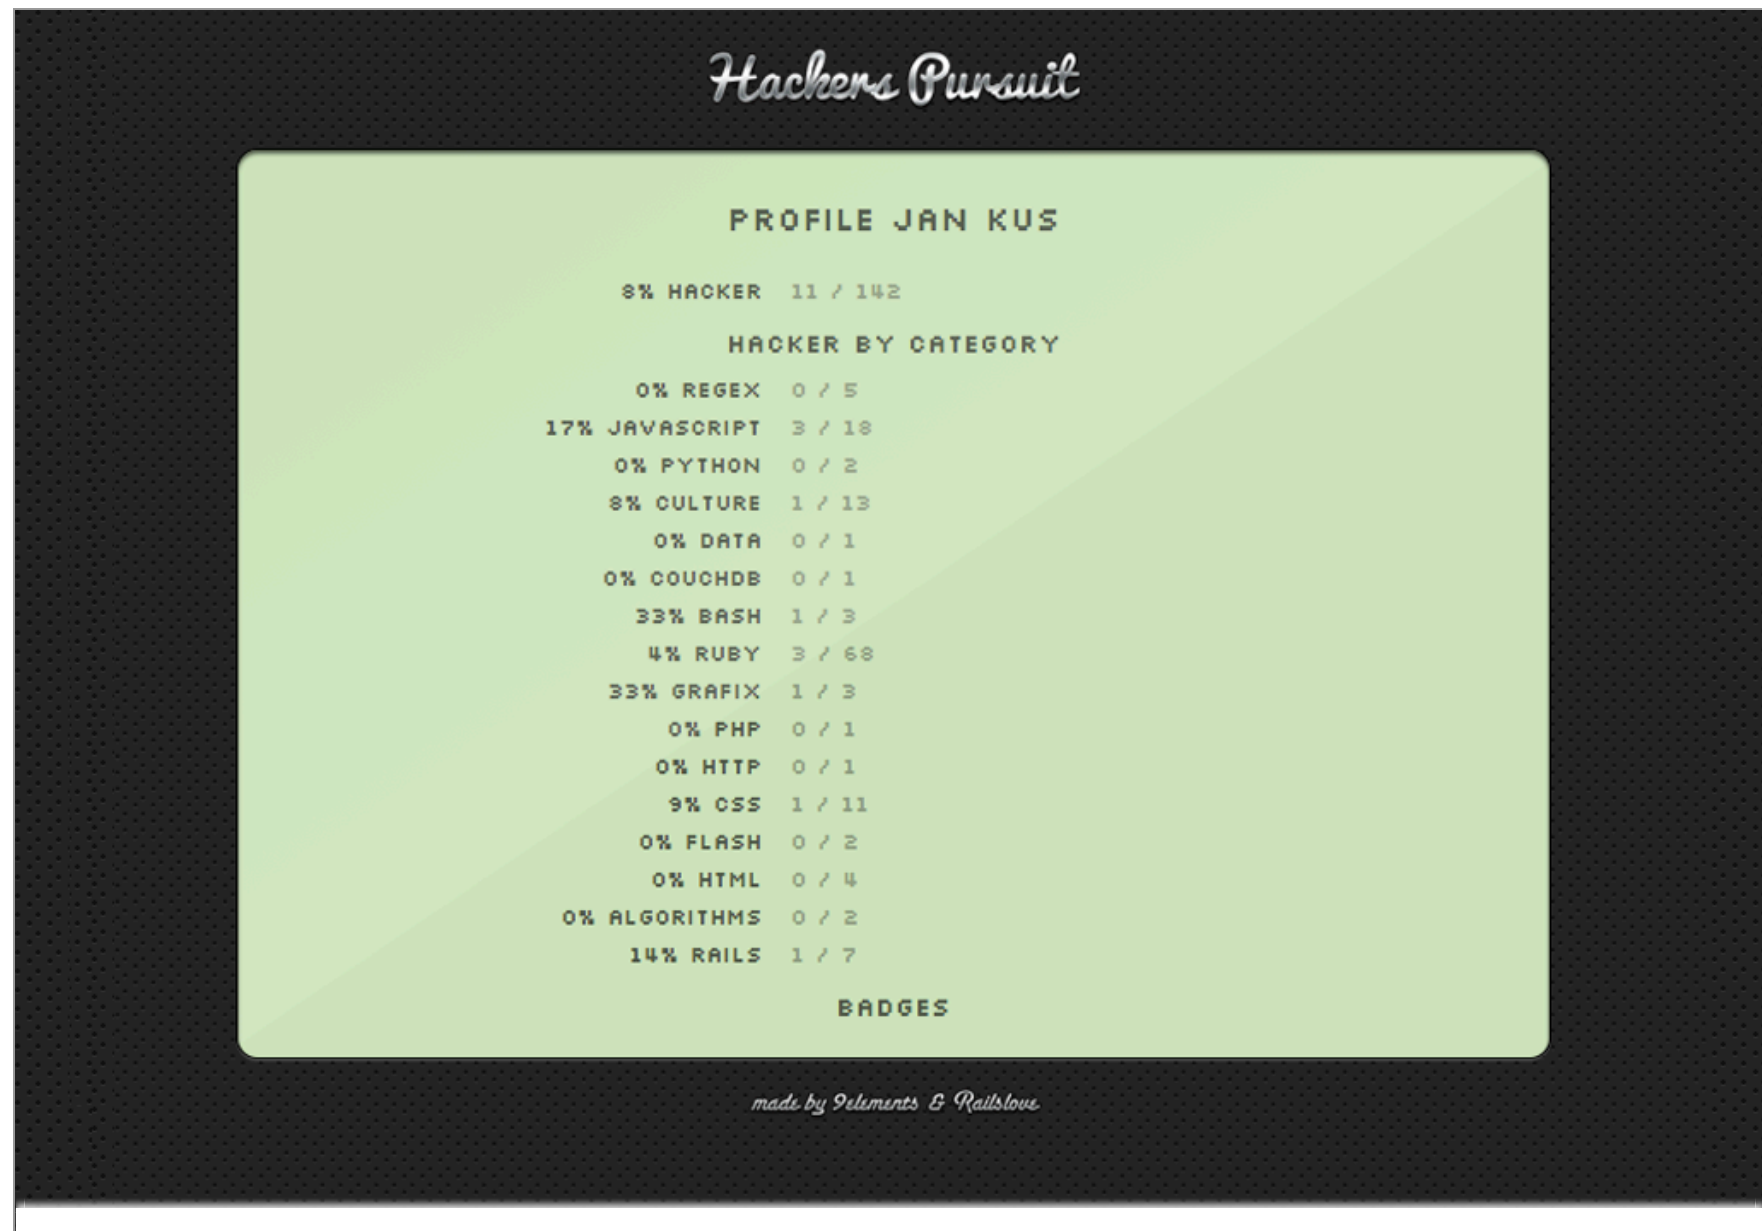 Hackers Pursuit
PROFILE JAN KUS
8% HACKER 11 / 142
HACKER BY CATEGORY
0% REGEX 0 / 5
17% JAVASCRIPT 3 / 18
0% PYTHON 0 / 2
8% CULTURE 1 / 13
0% DATA 0 / 1
0% COUCHDB 0 / 1
33% BASH 1 / 3
4% RUBY 3 / 68
33% GRAFIX 1 / 3
0% PHP 0 / 1
0% HTTP 0 / 1
9% CSS 1 / 11
0% FLASH 0 / 2
0% HTML 0 / 4
0% ALGORITHMS 0 / 2
14% RAILS 1 / 7
BADGES
made by 9elements & Railslove